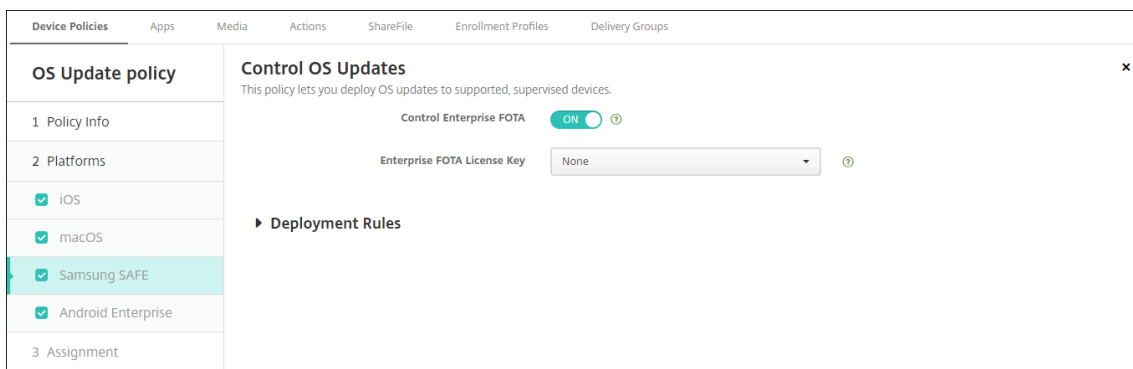 Device Policies Apps Media Actions ShareFile Enrollment Profiles Delivery Groups
OS Update policy
1 Policy Info
2 Platforms
iOS
macOS
Samsung SAFE
Android Enterprise
3 Assignment
Control OS Updates
This policy lets you deploy OS updates to supported, supervised devices.
Control Enterprise FOTA ON
Enterprise FOTA License Key None
Deployment Rules